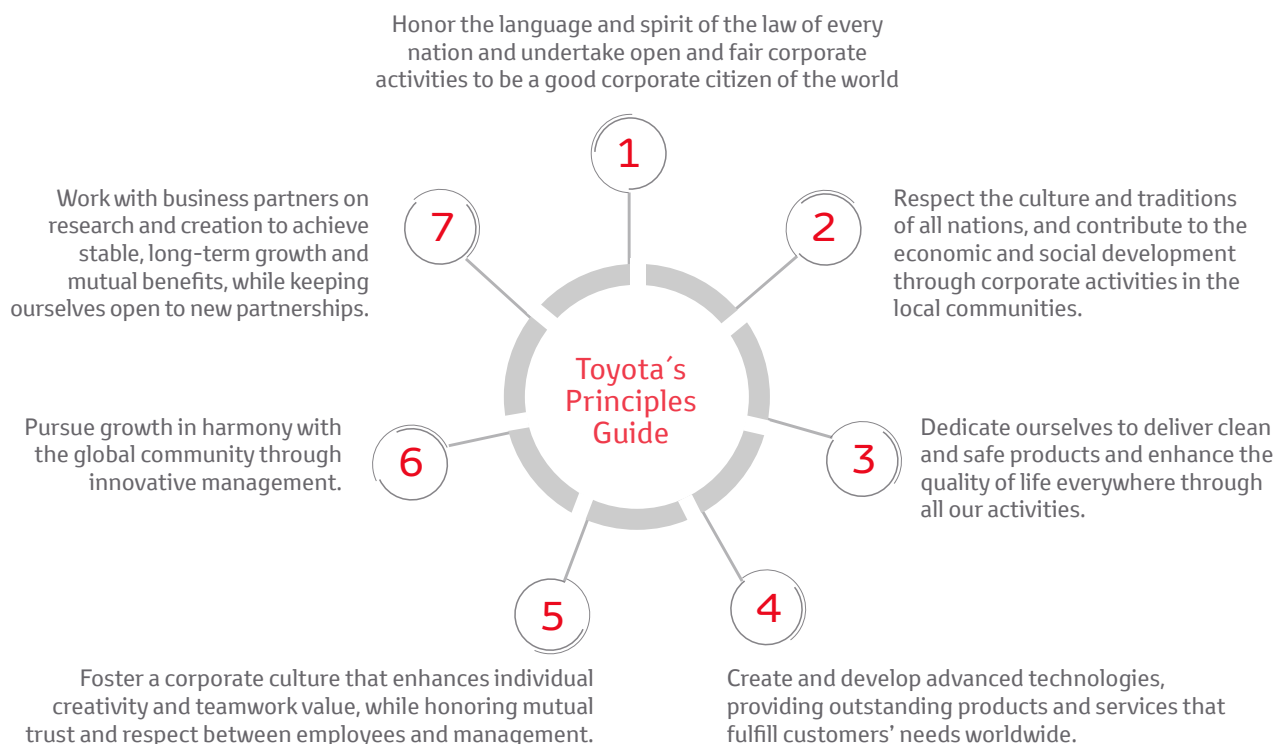 Honor the language and spirit of the law of every
nation and undertake open and fair corporate
activities to be a good corporate citizen of the world
1
Work with business partners on
research and creation to achieve
stable, long-term growth and
mutual benefits, while keeping
ourselves open to new partnerships.
7
2
Respect the culture and traditions
of all nations, and contribute to the
economic and social development
through corporate activities in the
local communities.
Toyota´s
Principles
Guide
Pursue growth in harmony with
the global community through
innovative management.
6
3
Dedicate ourselves to deliver clean
and safe products and enhance the
quality of life everywhere through
all our activities.
5
Foster a corporate culture that enhances individual
creativity and teamwork value, while honoring mutual
trust and respect between employees and management.
4
Create and develop advanced technologies,
providing outstanding products and services that
fulfill customers’ needs worldwide.